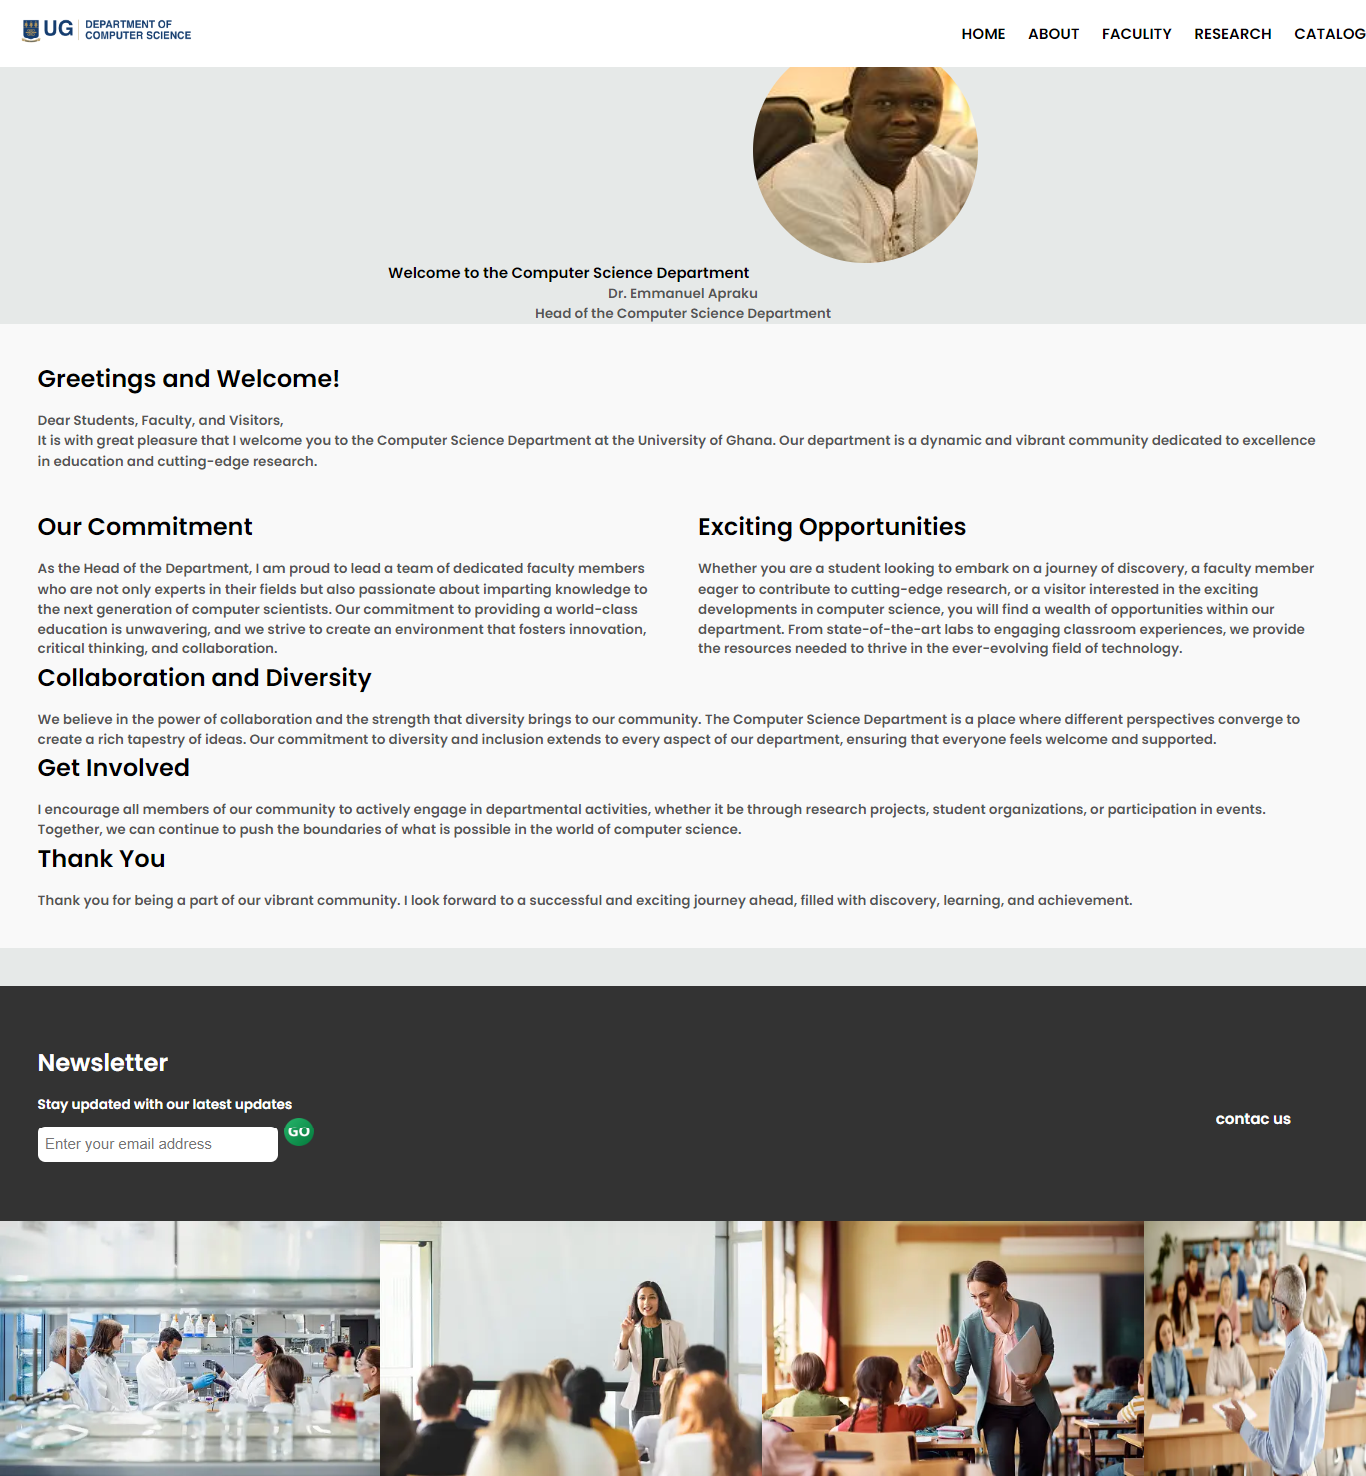 UG
DEPARTMENT OF
COMPUTER SCIENCE
HOME ABOUT FACULITY RESEARCH CATALOG
Welcome to the Computer Science Department
Dr. Emmanuel Apraku
Head of the Computer Science Department
Greetings and Welcome!
Dear Students, Faculty, and Visitors,
It is with great pleasure that I welcome you to the Computer Science Department at the University of Ghana. Our department is a dynamic and vibrant community dedicated to excellence
in education and cutting-edge research.
Our Commitment
As the Head of the Department, I am proud to lead a team of dedicated faculty members
who are not only experts in their fields but also passionate about imparting knowledge to
the next generation of computer scientists. Our commitment to providing a world-class
education is unwavering, and we strive to create an environment that fosters innovation,
critical thinking, and collaboration.
Exciting Opportunities
Whether you are a student looking to embark on a journey of discovery, a faculty member
eager to contribute to cutting-edge research, or a visitor interested in the exciting
developments in computer science, you will find a wealth of opportunities within our
department. From state-of-the-art labs to engaging classroom experiences, we provide
the resources needed to thrive in the ever-evolving field of technology.
Collaboration and Diversity
We believe in the power of collaboration and the strength that diversity brings to our community. The Computer Science Department is a place where different perspectives converge to
create a rich tapestry of ideas. Our commitment to diversity and inclusion extends to every aspect of our department, ensuring that everyone feels welcome and supported.
Get Involved
I encourage all members of our community to actively engage in departmental activities, whether it be through research projects, student organizations, or participation in events.
Together, we can continue to push the boundaries of what is possible in the world of computer science.
Thank You
Thank you for being a part of our vibrant community. I look forward to a successful and exciting journey ahead, filled with discovery, learning, and achievement.
Newsletter
Stay updated with our latest updates
Enter your email address
GO
contac us